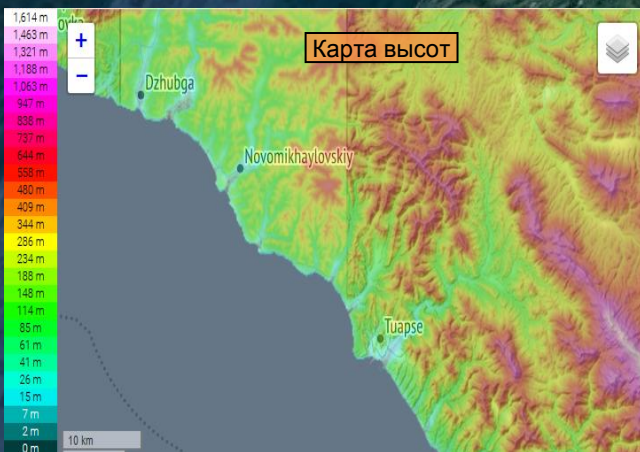 1,614 m
1,463 m
1,321 m
1,188 m
1,063 m
947 m
838 m
737 m
644 m
558 m
480 m
409 m
344 m
286 m
234 m
188 m
148 m
114 m
85 m
61 m
41 m
26 m
15 m
7 m
2 m
0 m
+
−
Карта высот
Dzhubga
Novomikhaylovskiy
Tuapse
10 km